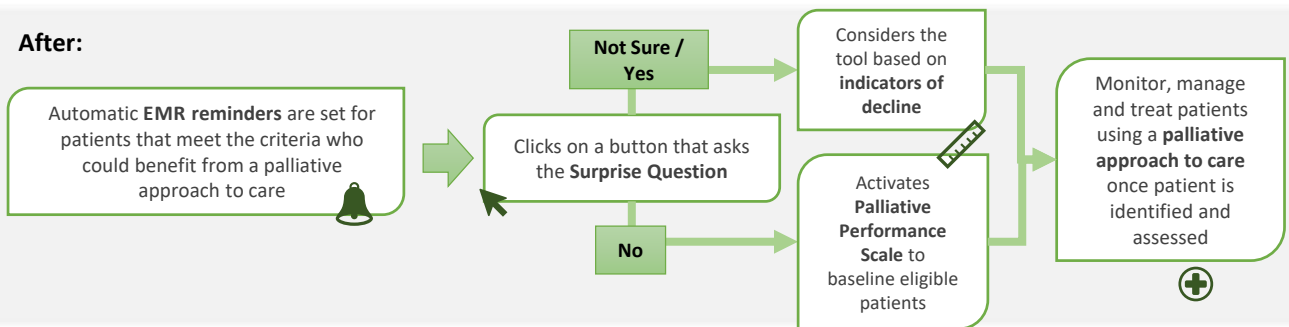 After:
Automatic EMR reminders are set for
patients that meet the criteria who
could benefit from a palliative
approach to care
Clicks on a button that asks
the Surprise Question
Not Sure /
Yes
No
Considers the
tool based on
indicators of
decline
Activates
Palliative
Performance
Scale to
baseline eligible
patients
Monitor, manage
and treat patients
using a palliative
approach to care
once patient is
identified and
assessed